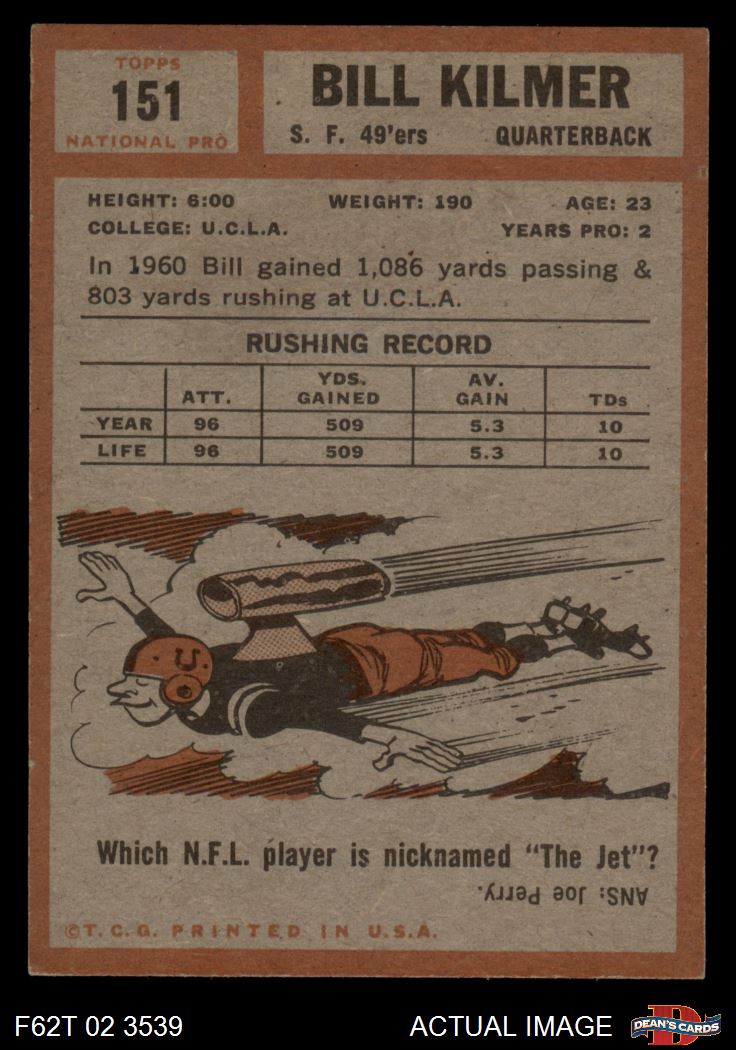 TOPPS
151
NATIONAL PRO
BILL KILMER
S. F. 49'ers QUARTERBACK
HEIGHT: 6:00 WEIGHT: 190 AGE: 23
COLLEGE: U.C.L.A. YEARS PRO: 2
In 1960 Bill gained 1,086 yards passing &
803 yards rushing at U.C.L.A.
RUSHING RECORD
ATT. YDS. GAINED AV. GAIN TDs
YEAR 96 509 5.3 10
LIFE 96 509 5.3 10
Which N.F.L. player is nicknamed "The Jet"?
ANS: Joe Perry.
©T.C.G. PRINTED IN U.S.A.
F62T 02 3539 ACTUAL IMAGE DEAN'S CARDS